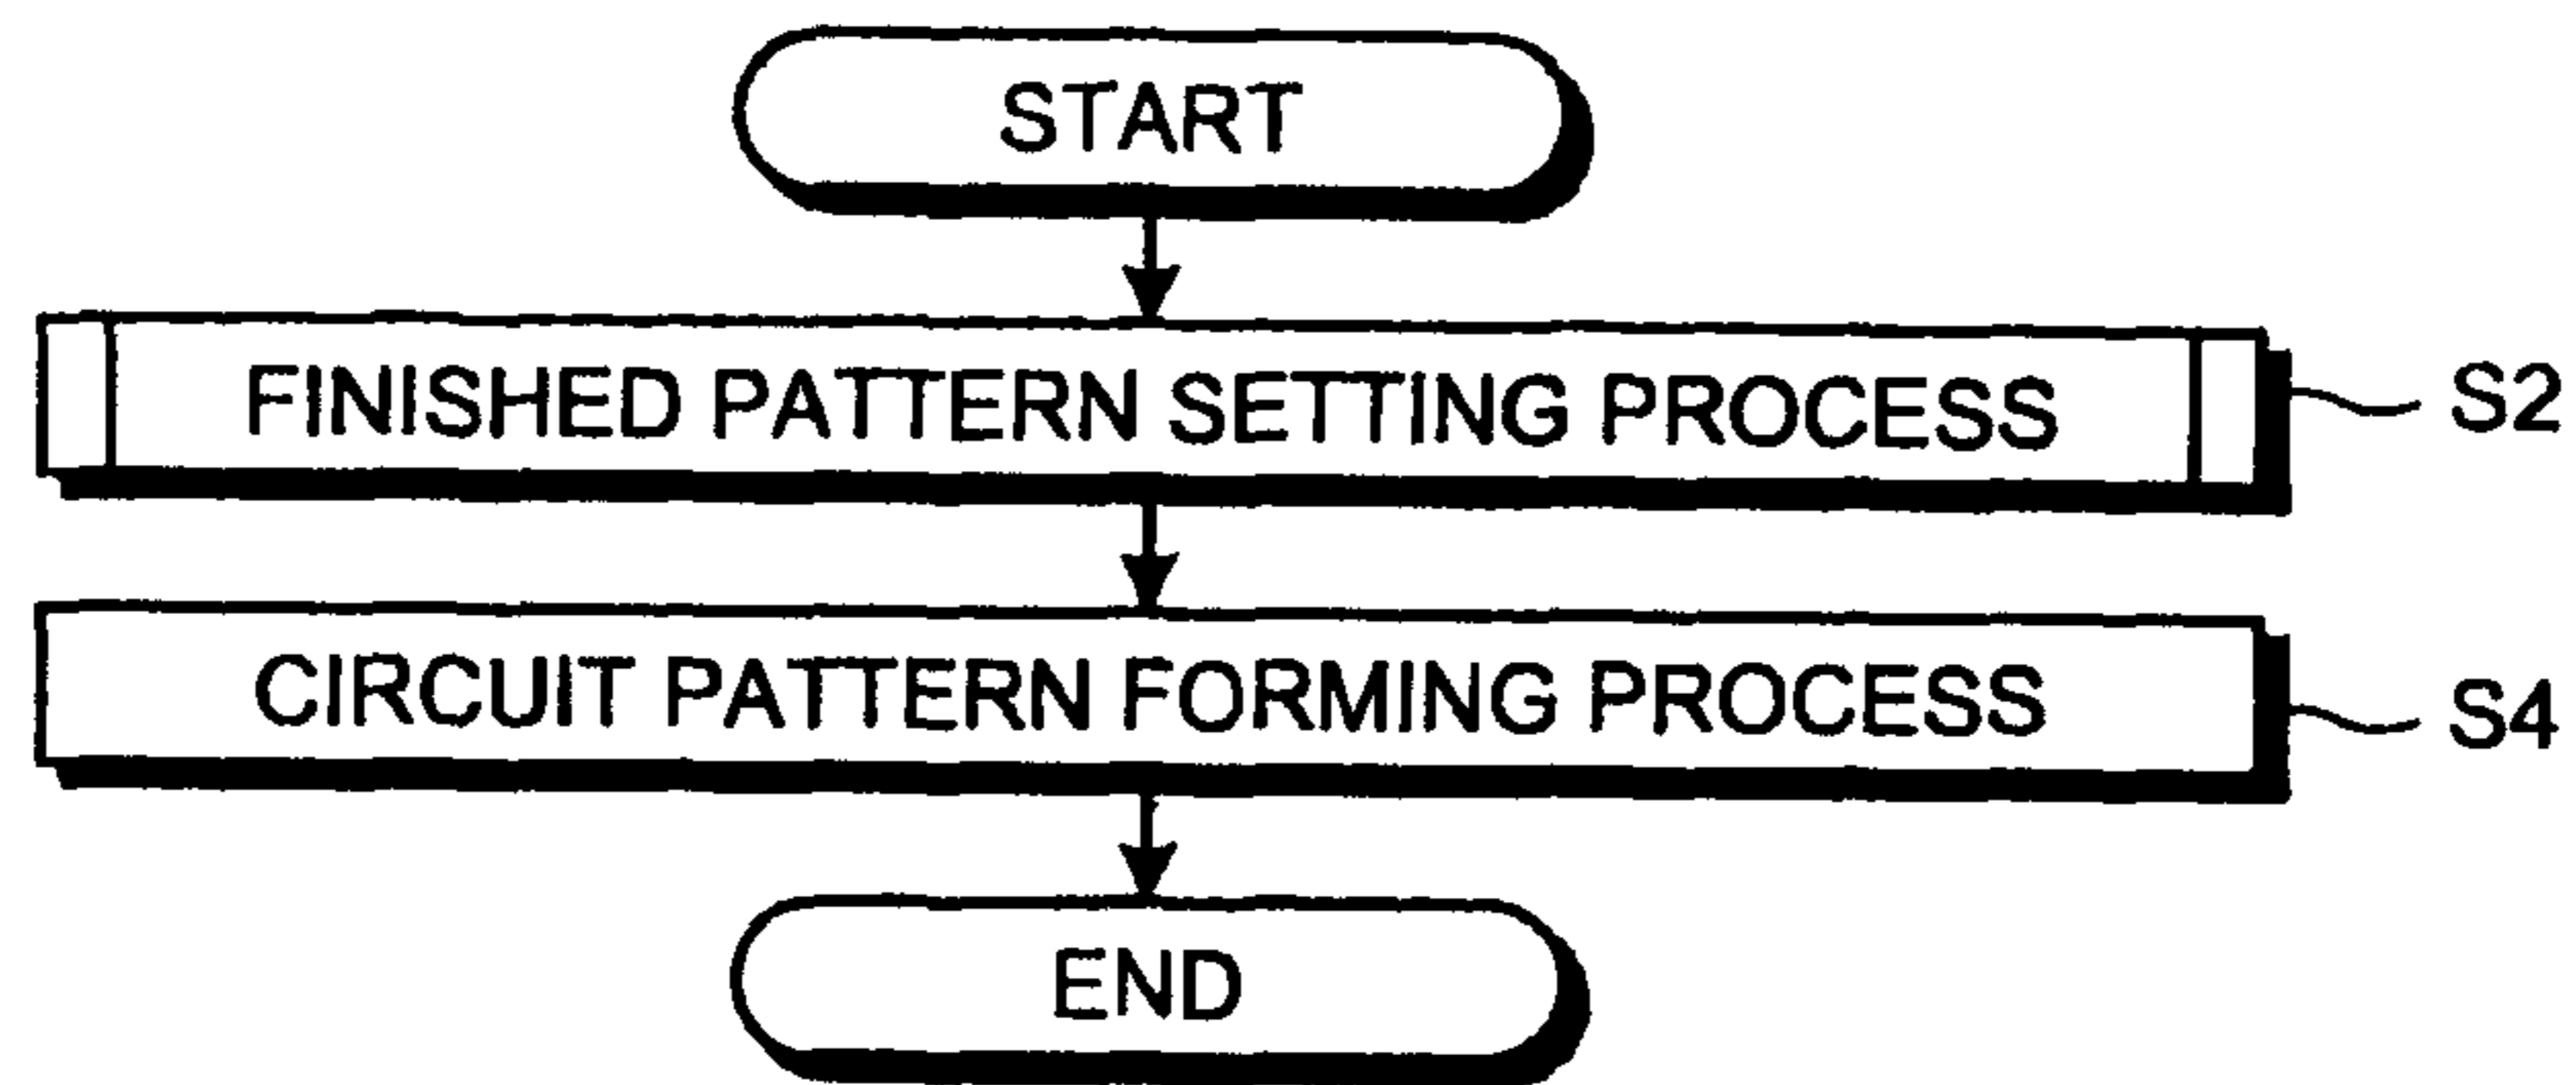 START
FINISHED PATTERN SETTING PROCESS
S2
CIRCUIT PATTERN FORMING PROCESS
S4
END